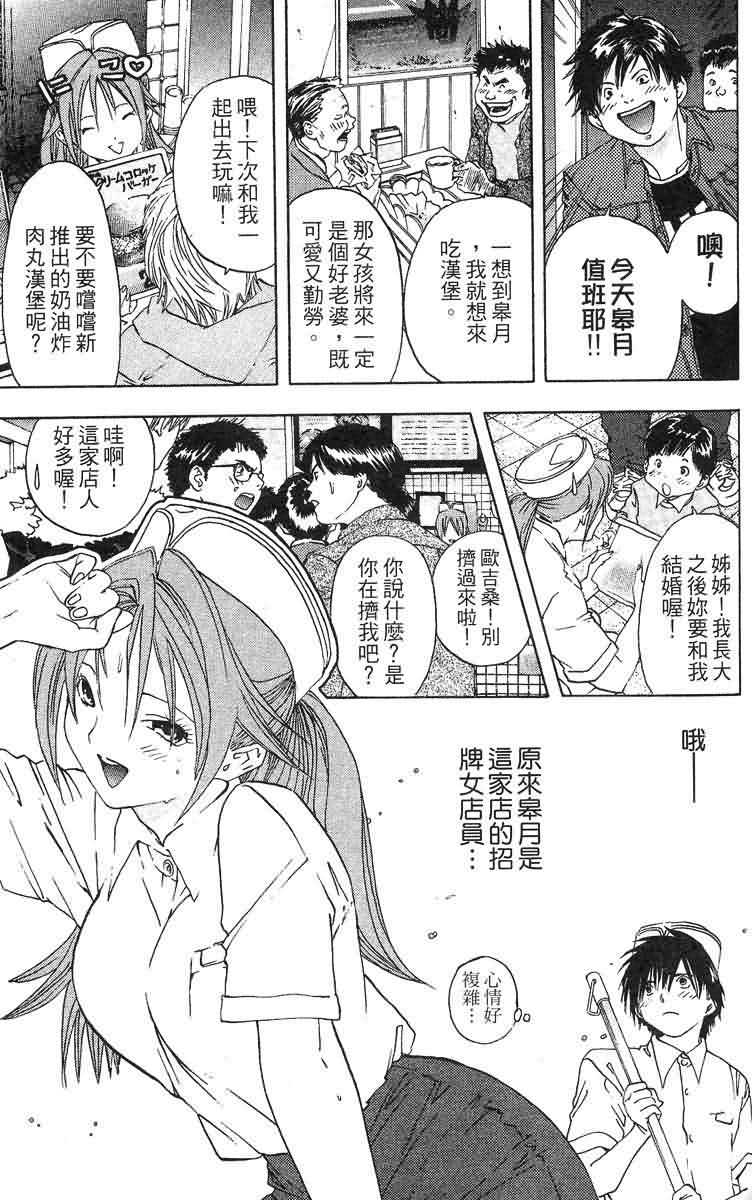 噢！
今天皋月
值班耶!!
一想到皋月
，我就想來
吃漢堡。
那女孩將來一定
是個好老婆，既
可愛又勤勞。
ニコ♡
喂！下次和我一
起出去玩嘛！
クリームコロッケ
バーガー
要不要嚐嚐新
推出的奶油炸
肉丸漢堡呢？
姊姊！我長大
之後妳要和我
結婚喔！
歐吉桑！別
擠過來啦！
你說什麼？是
你在擠我吧？
哇啊！
這家店人
好多喔！
哦—
原來皋月是
這家店的招
牌女店員…
心情好
複雜…